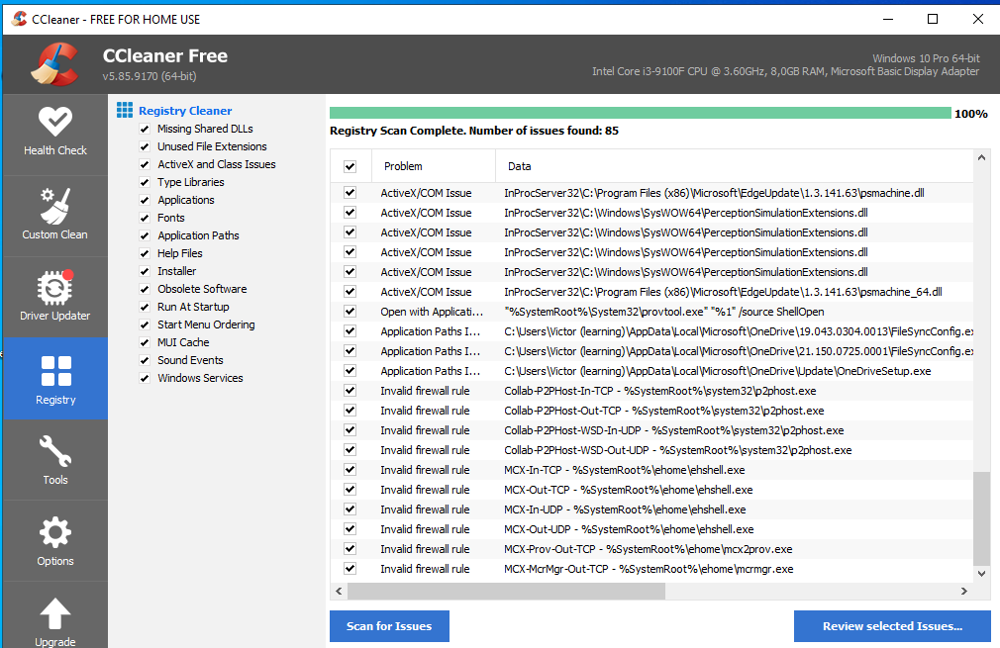 CCleaner - FREE FOR HOME USE
CCleaner Free
v5.85.9170 (64-bit)
Windows 10 Pro 64-bit
Intel Core i3-9100F CPU @ 3.60GHz, 8,0GB RAM, Microsoft Basic Display Adapter
Health Check
Custom Clean
Driver Updater
Registry
Tools
Options
Upgrade
Registry Cleaner
Missing Shared DLLs
Unused File Extensions
ActiveX and Class Issues
Type Libraries
Applications
Fonts
Application Paths
Help Files
Installer
Obsolete Software
Run At Startup
Start Menu Ordering
MUI Cache
Sound Events
Windows Services
100%
Registry Scan Complete. Number of issues found: 85
Problem Data
ActiveX/COM Issue InProcServer32\C:\Program Files (x86)\Microsoft\EdgeUpdate\1.3.141.63\psmachine.dll
ActiveX/COM Issue InProcServer32\C:\Windows\SysWOW64\PerceptionSimulationExtensions.dll
ActiveX/COM Issue InProcServer32\C:\Windows\SysWOW64\PerceptionSimulationExtensions.dll
ActiveX/COM Issue InProcServer32\C:\Windows\SysWOW64\PerceptionSimulationExtensions.dll
ActiveX/COM Issue InProcServer32\C:\Windows\SysWOW64\PerceptionSimulationExtensions.dll
ActiveX/COM Issue InProcServer32\C:\Program Files (x86)\Microsoft\EdgeUpdate\1.3.141.63\psmachine_64.dll
Open with Applicati... "%SystemRoot%\System32\provtool.exe" "%1" /source ShellOpen
Application Paths I... C:\Users\Victor (learning)\AppData\Local\Microsoft\OneDrive\19.043.0304.0013\FileSyncConfig.ex
Application Paths I... C:\Users\Victor (learning)\AppData\Local\Microsoft\OneDrive\21.150.0725.0001\FileSyncConfig.ex
Application Paths I... C:\Users\Victor (learning)\AppData\Local\Microsoft\OneDrive\Update\OneDriveSetup.exe
Invalid firewall rule Collab-P2PHost-In-TCP - %SystemRoot%\system32\p2phost.exe
Invalid firewall rule Collab-P2PHost-Out-TCP - %SystemRoot%\system32\p2phost.exe
Invalid firewall rule Collab-P2PHost-WSD-In-UDP - %SystemRoot%\system32\p2phost.exe
Invalid firewall rule Collab-P2PHost-WSD-Out-UDP - %SystemRoot%\system32\p2phost.exe
Invalid firewall rule MCX-In-TCP - %SystemRoot%\ehome\ehshell.exe
Invalid firewall rule MCX-Out-TCP - %SystemRoot%\ehome\ehshell.exe
Invalid firewall rule MCX-In-UDP - %SystemRoot%\ehome\ehshell.exe
Invalid firewall rule MCX-Out-UDP - %SystemRoot%\ehome\ehshell.exe
Invalid firewall rule MCX-Prov-Out-TCP - %SystemRoot%\ehome\mcx2prov.exe
Invalid firewall rule MCX-McrMgr-Out-TCP - %SystemRoot%\ehome\mcrmgr.exe
Scan for Issues
Review selected Issues...